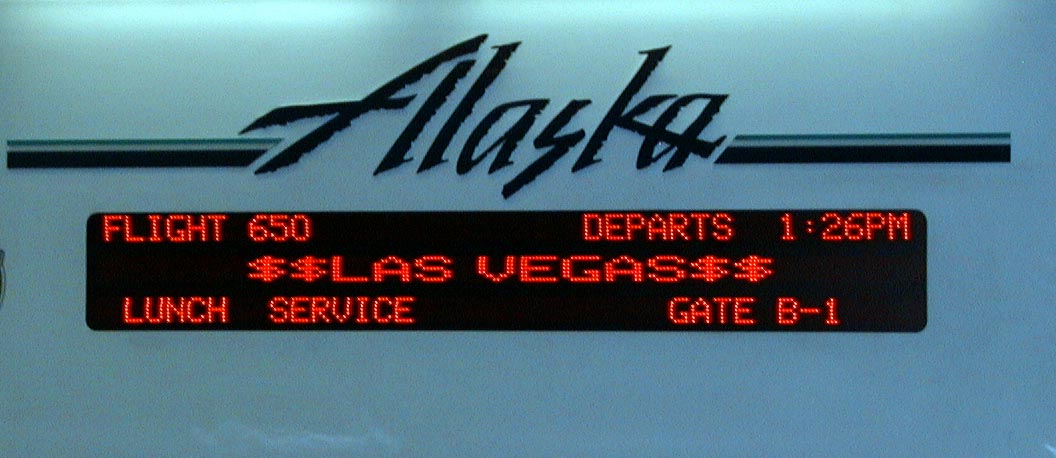 Alaska
FLIGHT 650 DEPARTS 1:26PM
$$LAS VEGAS$$
LUNCH SERVICE GATE B-1